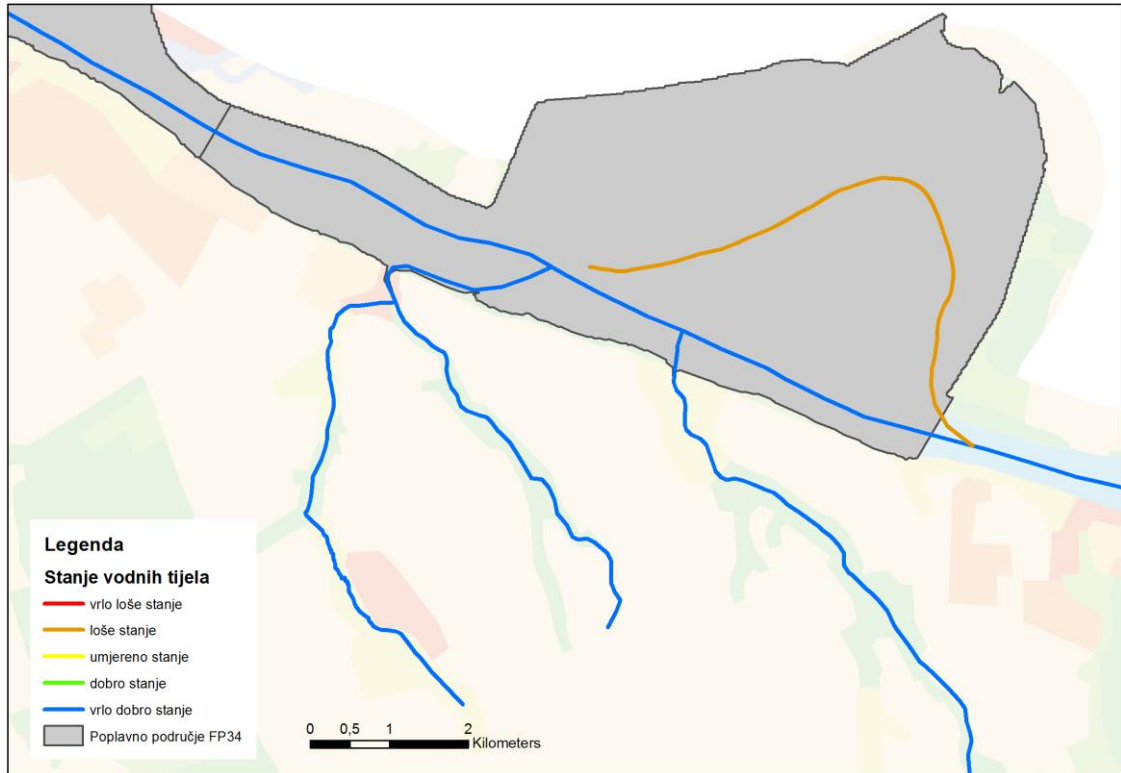 Legenda
Stanje vodnih tijela
vrlo loše stanje
loše stanje
umjereno stanje
dobro stanje
vrlo dobro stanje
Poplavno područje FP34
0 0,5 1 2
Kilometers